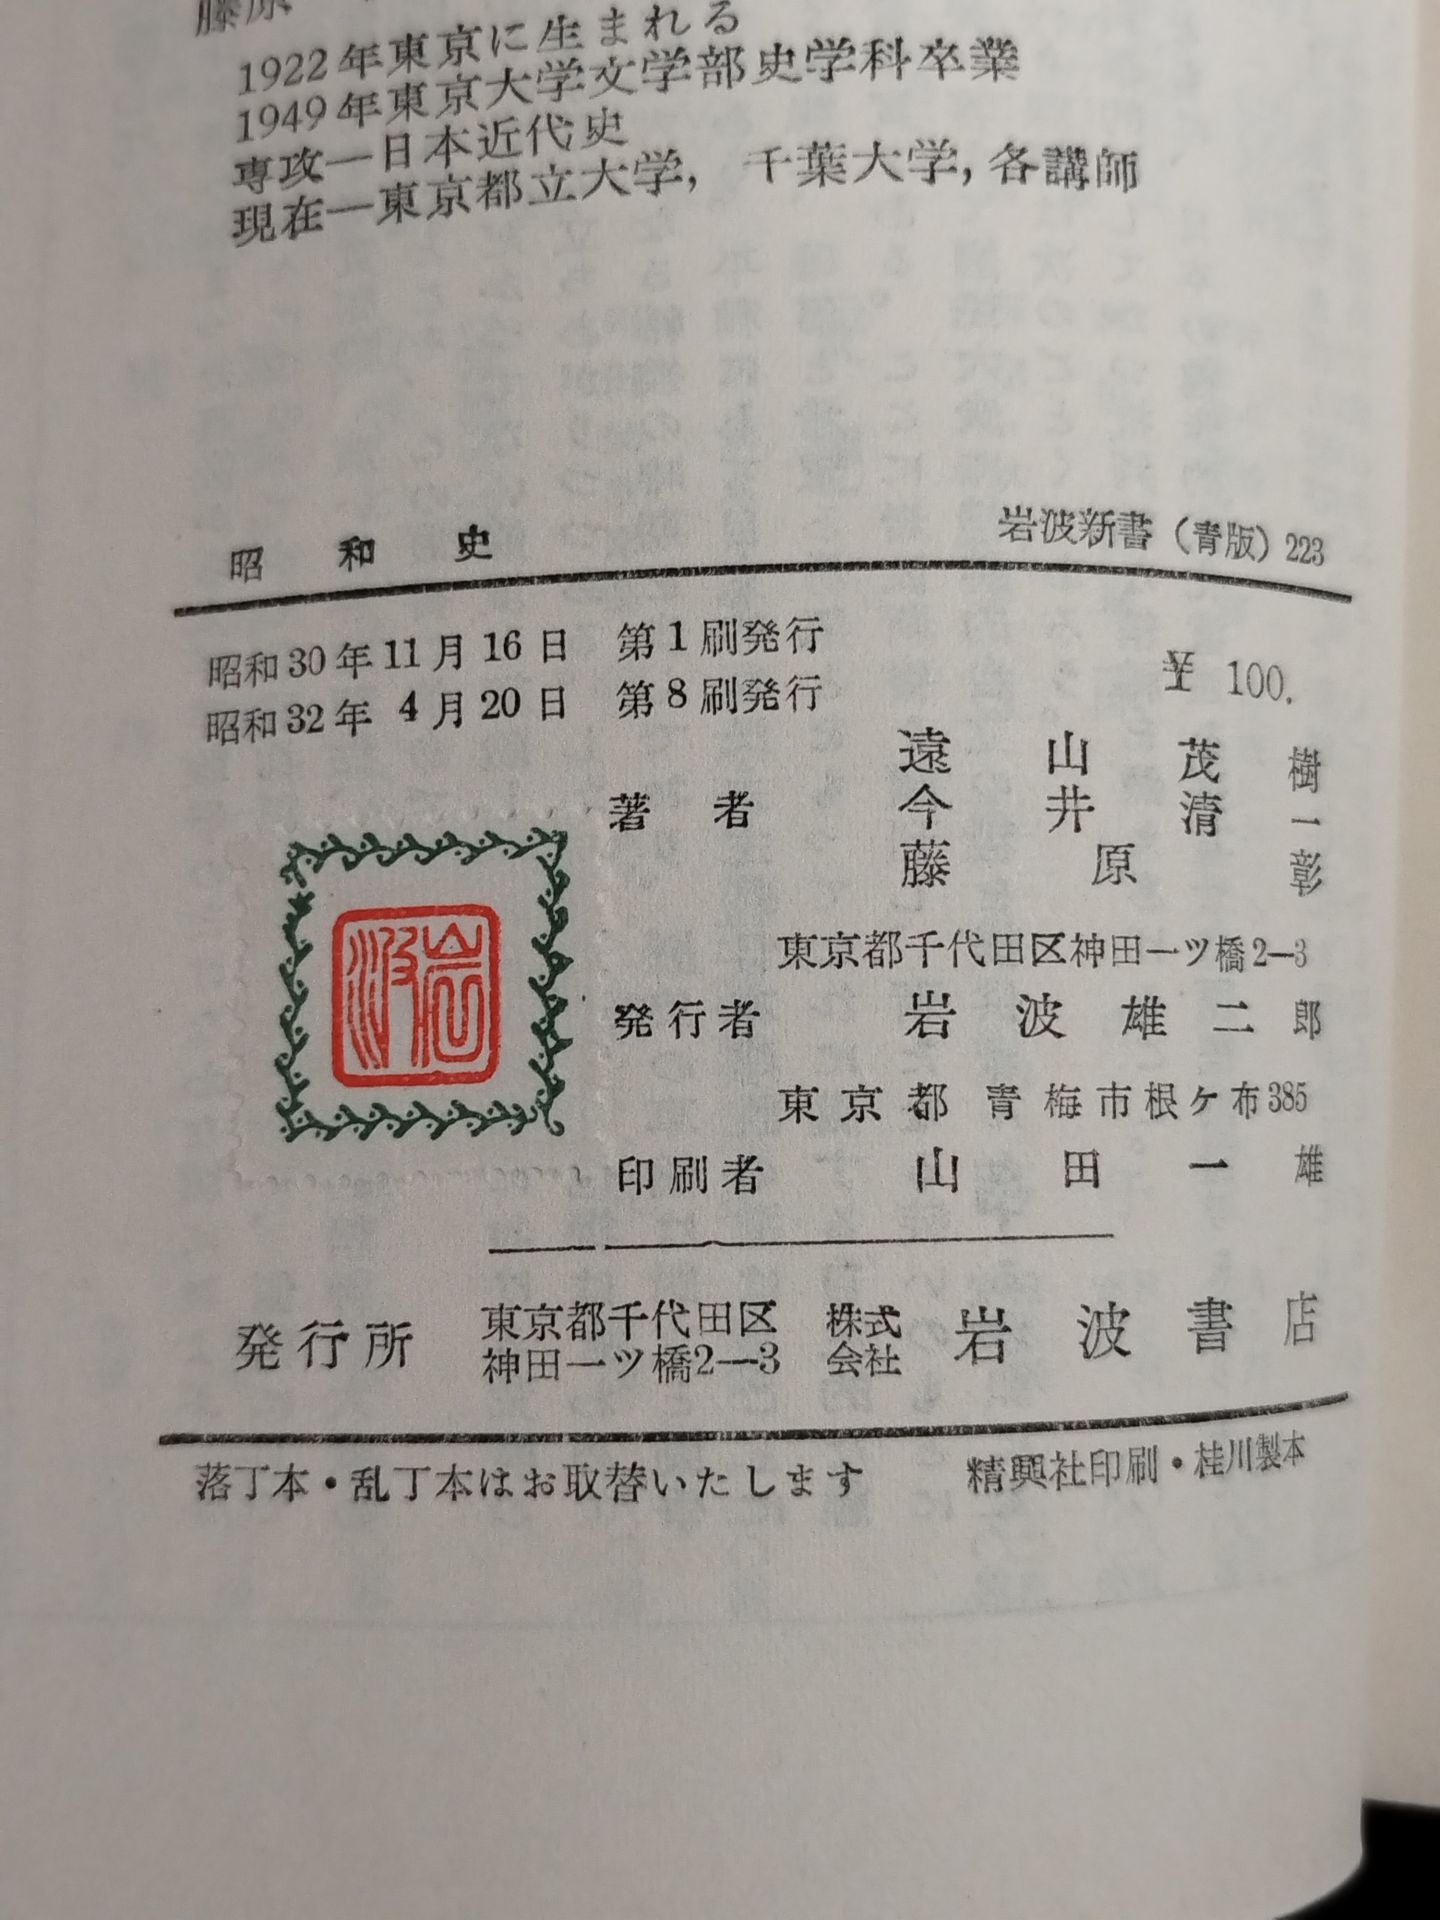 藤原
1922年東京に生まれる
1949年東京大学文学部史学科卒業
専攻―日本近代史
現在―東京都立大学, 千葉大学, 各講師
昭和史 岩波新書(青版)223
昭和30年11月16日 第1刷発行
昭和32年4月20日 第8刷発行
¥100.
著者 遠山茂樹
今井清一
藤原彰
東京都千代田区神田一ツ橋2―3
発行者 岩波雄二郎
東京都青梅市根ケ布385
印刷者 山田一雄
岩波
発行所 東京都千代田区神田一ツ橋2―3 株式会社 岩波書店
落丁本・乱丁本はお取替いたします 精興社印刷・桂川製本